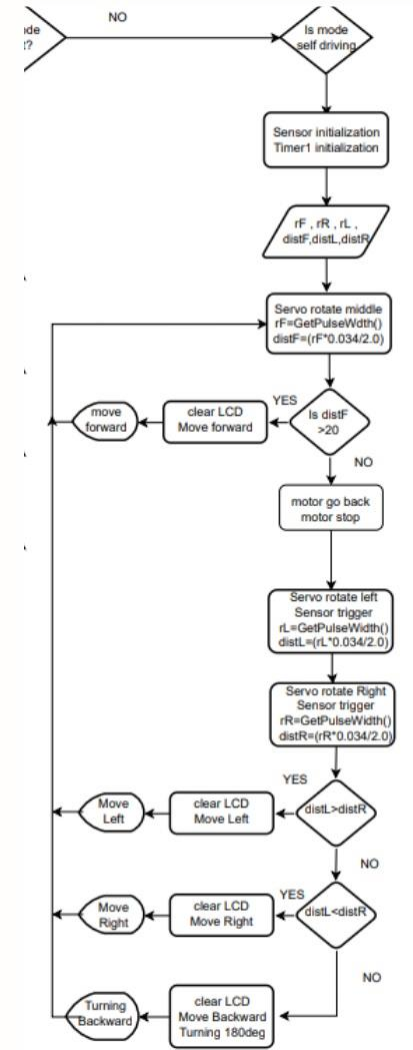 NO
de
?
Is mode
self driving
Sensor initialization
Timer1 initialization
rF , rR , rL ,
distF,distL,distR
Servo rotate middle
rF=GetPulseWdth()
distF=(rF*0.034/2.0)
YES
Is distF
>20
clear LCD
Move forward
move
forward
NO
motor go back
motor stop
Servo rotate left
Sensor trigger
rL=GetPulseWidth()
distL=(rL*0.034/2.0)
Servo rotate Right
Sensor trigger
rR=GetPulseWidth()
distR=(rR*0.034/2.0)
YES
distL>distR
clear LCD
Move Left
Move
Left
NO
YES
distL<distR
clear LCD
Move Right
Move
Right
NO
clear LCD
Move Backward
Turning 180deg
Turning
Backward